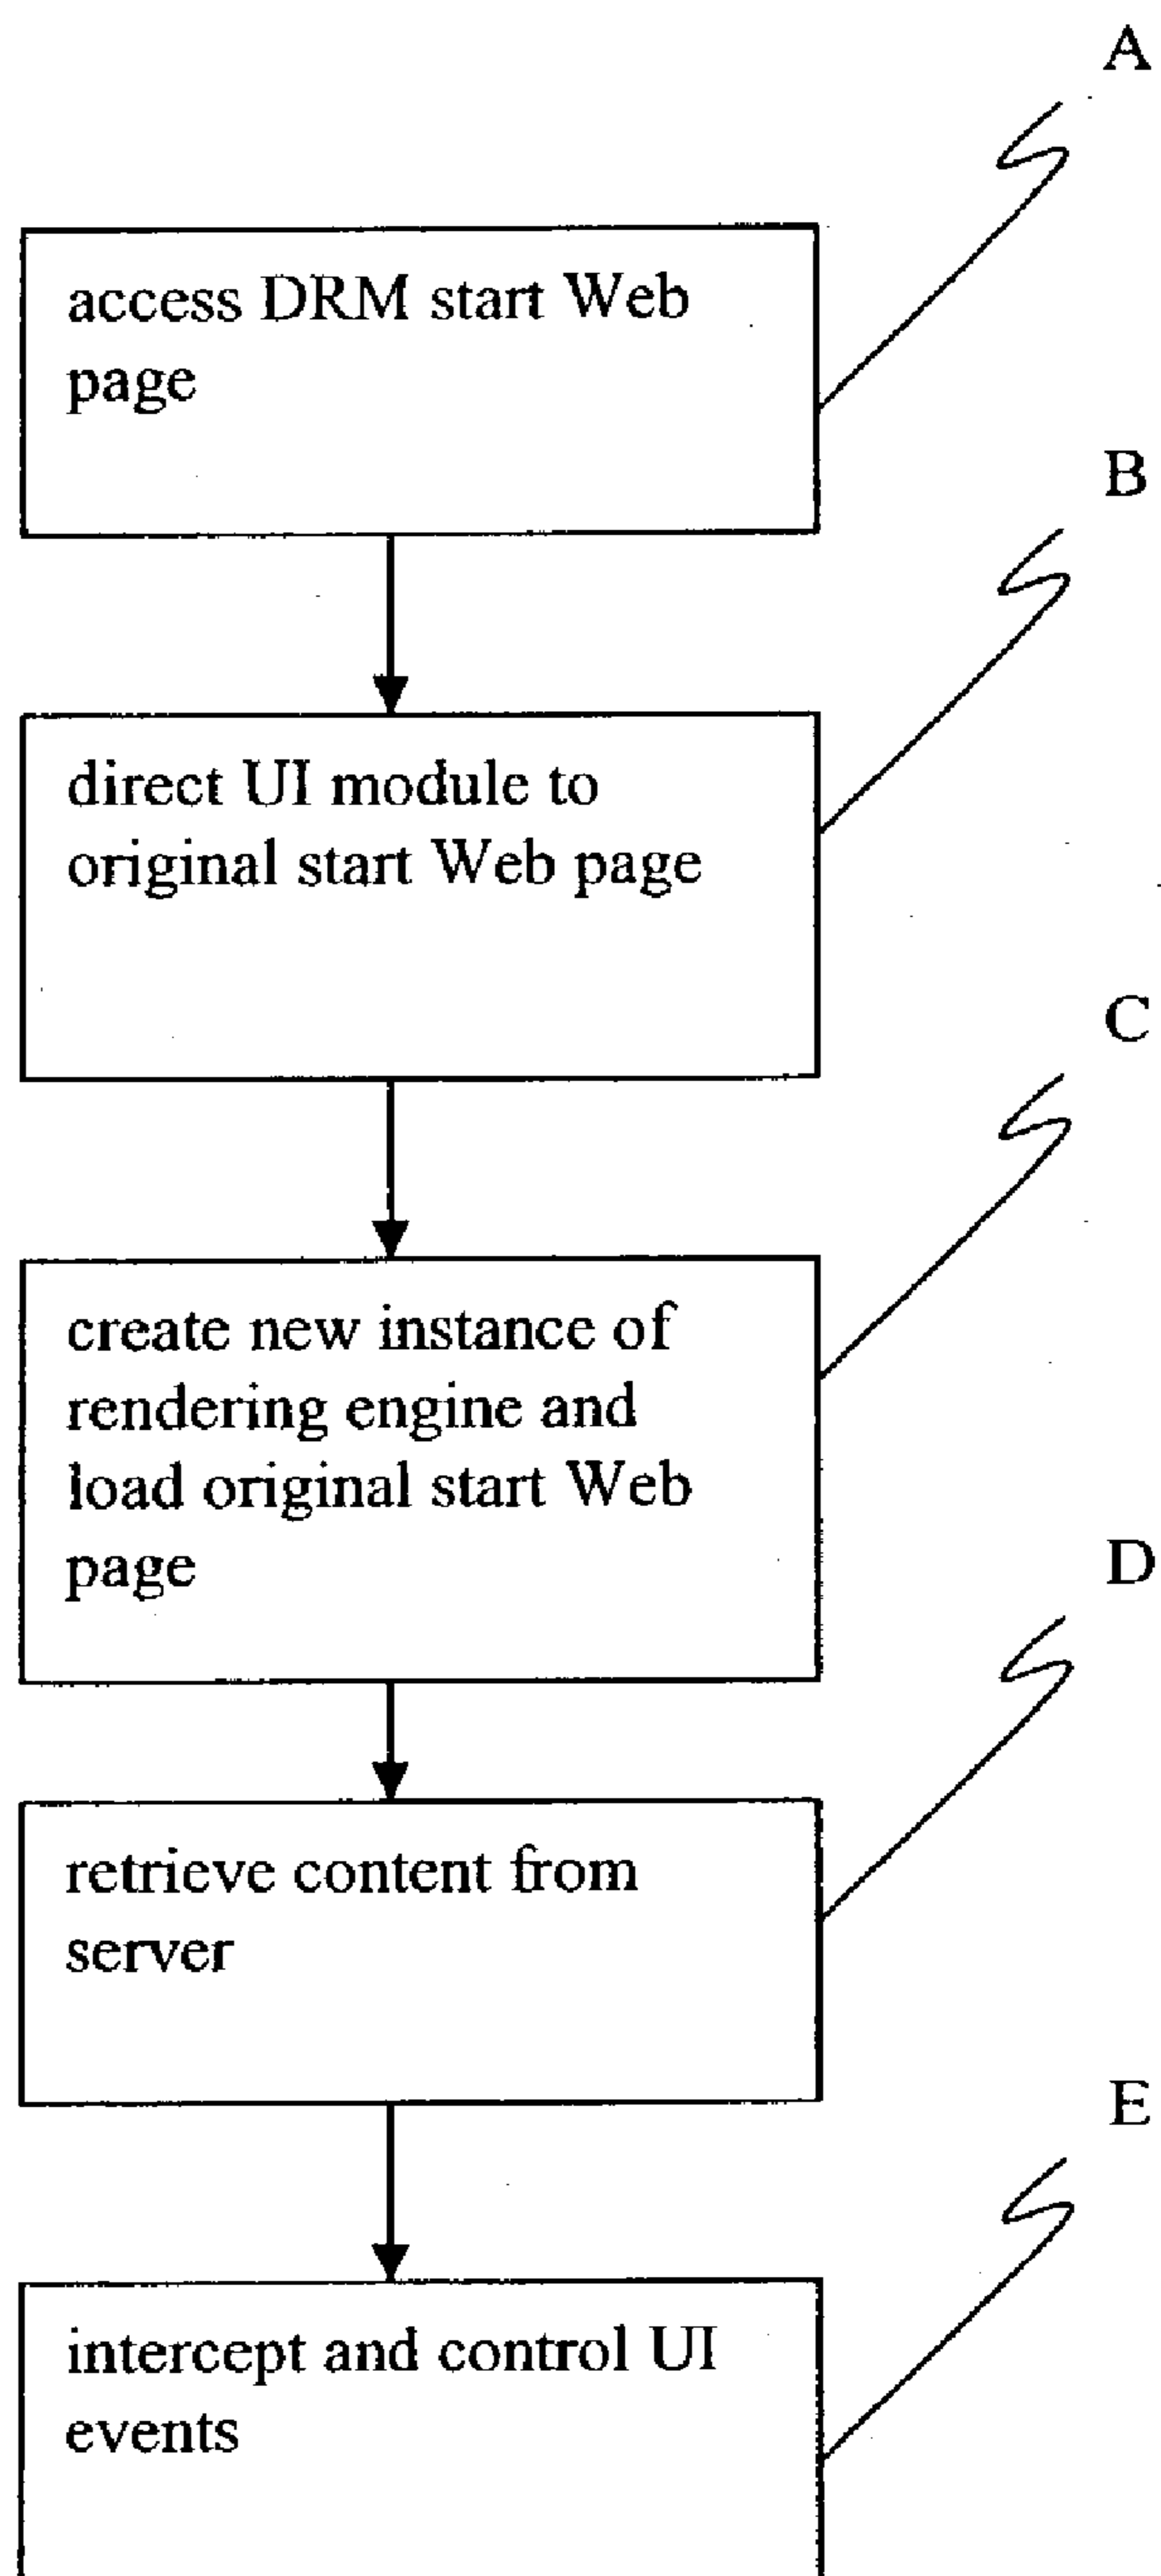 A
access DRM start Web
page
B
direct UI module to
original start Web page
C
create new instance of
rendering engine and
load original start Web
page
D
retrieve content from
server
E
intercept and control UI
events